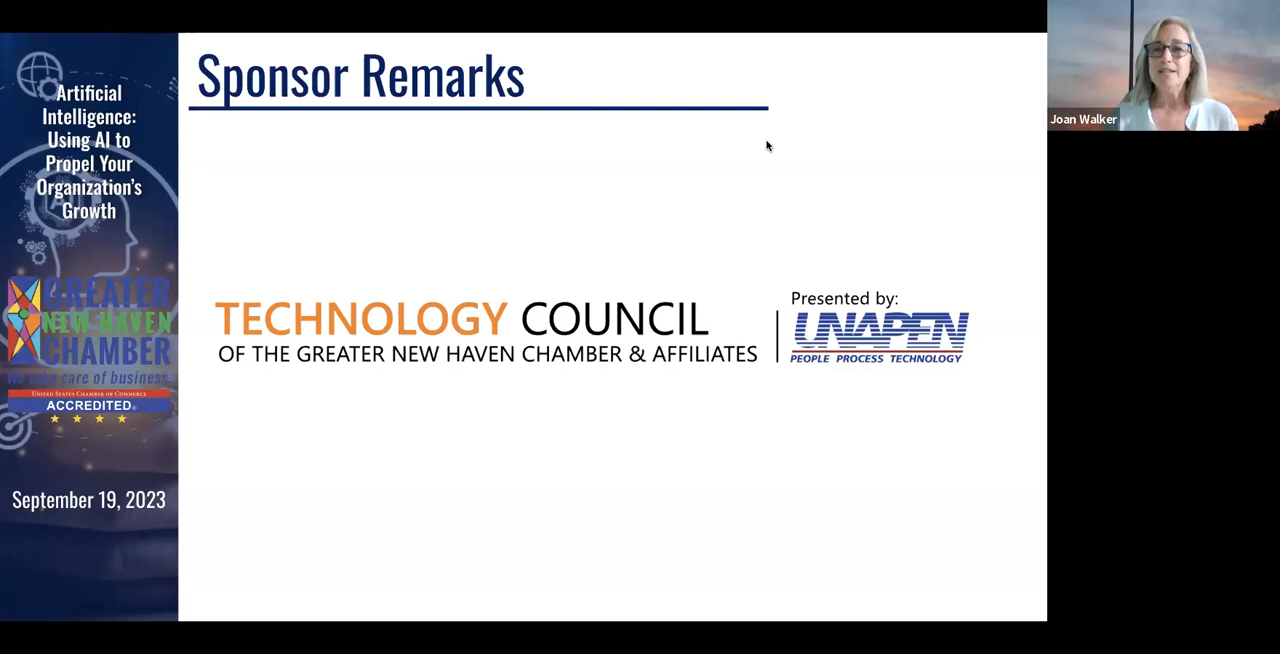 Artificial
Intelligence:
Using AI to
Propel Your
Organization's
Growth
GREATER
NEW HAVEN
CHAMBER
We take care of business
UNITED STATES CHAMBER OF COMMERCE
ACCREDITED
September 19, 2023
Sponsor Remarks
TECHNOLOGY COUNCIL
OF THE GREATER NEW HAVEN CHAMBER & AFFILIATES
Presented by:
UNAPEN
PEOPLE PROCESS TECHNOLOGY
Joan Walker